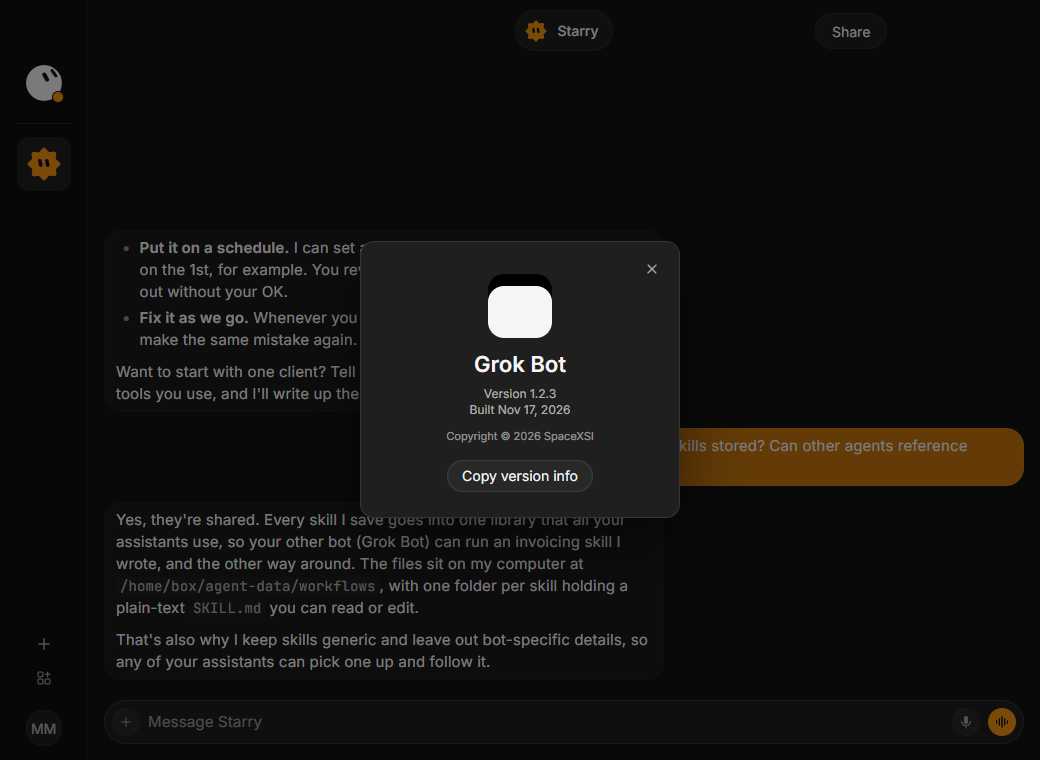 Starry
Share
Put it on a schedule. I can set
on the 1st, for example. You
out without your OK.
Fix it as we go. Whenever you
make the same mistake again.
Want to start with one client? Tell
tools you use, and I'll write up the
Grok Bot
Version 1.2.3
Built Nov 17, 2026
Copyright © 2026 SpaceXSI
Copy version info
stored? Can other agents reference
Yes, they're shared. Every skill I save goes into one library that all your
assistants use, so your other bot (Grok Bot) can run an invoicing skill I
wrote, and the other way around. The files sit on my computer at
/home/box/agent-data/workflows, with one folder per skill holding a
plain-text SKILL.md you can read or edit.
That's also why I keep skills generic and leave out bot-specific details, so
any of your assistants can pick one up and follow it.
Message Starry
MM